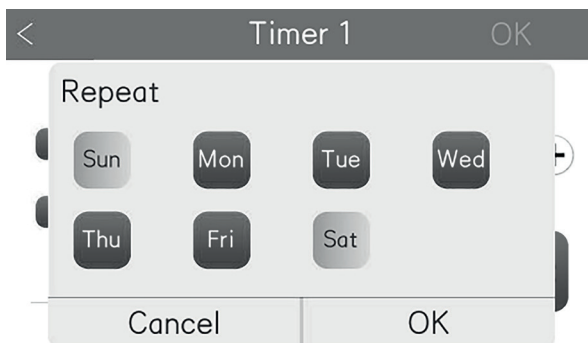 < Timer 1 OK
Repeat
Sun Mon Tue Wed
Thu Fri Sat
Cancel OK